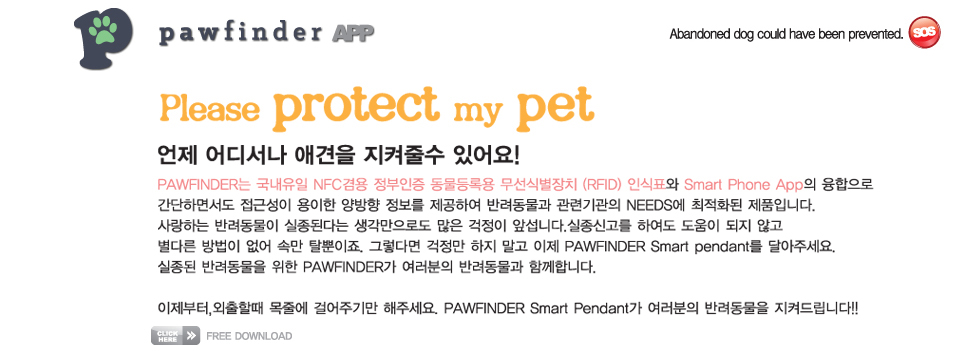 pawfinder APP
Abandoned dog could have been prevented. SOS
Please protect my pet
언제 어디서나 애견을 지켜줄수 있어요!
PAWFINDER는 국내유일 NFC겸용 정부인증 동물등록용 무선식별장치 (RFID) 인식표와 Smart Phone App의 융합으로
간단하면서도 접근성이 용이한 양방향 정보를 제공하여 반려동물과 관련기관의 NEEDS에 최적화된 제품입니다.
사랑하는 반려동물이 실종된다는 생각만으로도 많은 걱정이 앞섭니다.실종신고를 하여도 도움이 되지 않고
별다른 방법이 없어 속만 탈뿐이죠. 그렇다면 걱정만 하지 말고 이제 PAWFINDER Smart pendant를 달아주세요.
실종된 반려동물을 위한 PAWFINDER가 여러분의 반려동물과 함께합니다.
이제부터,외출할때 목줄에 걸어주기만 해주세요. PAWFINDER Smart Pendant가 여러분의 반려동물을 지켜드립니다!!
CLICK HERE FREE DOWNLOAD